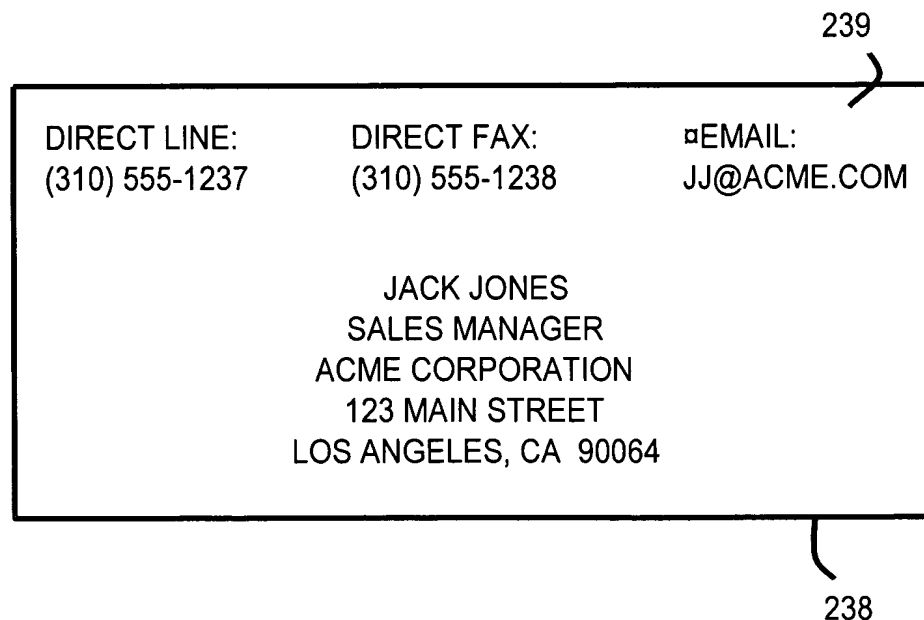 239
DIRECT LINE: DIRECT FAX: ¤EMAIL:
(310) 555-1237 (310) 555-1238 JJ@ACME.COM
JACK JONES
SALES MANAGER
ACME CORPORATION
123 MAIN STREET
LOS ANGELES, CA 90064
238